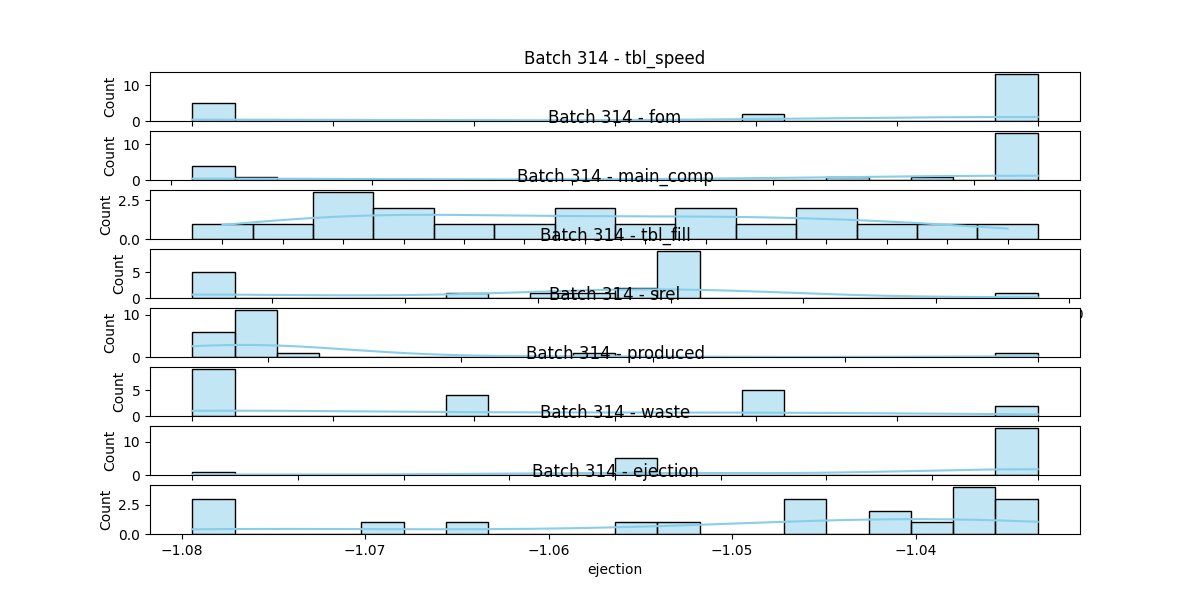 Batch 314 - tbl_speed
Count
10
0
Batch 314 - fom
Count
10
0
Batch 314 - main_comp
Count
2.5
0.0
Batch 314 - tbl_fill
Count
5
0
Batch 314 - srel
Count
10
0
Batch 314 - produced
Count
5
0
Batch 314 - waste
Count
10
0
Batch 314 - ejection
Count
2.5
0.0
−1.08 −1.07 −1.06 −1.05 −1.04
ejection